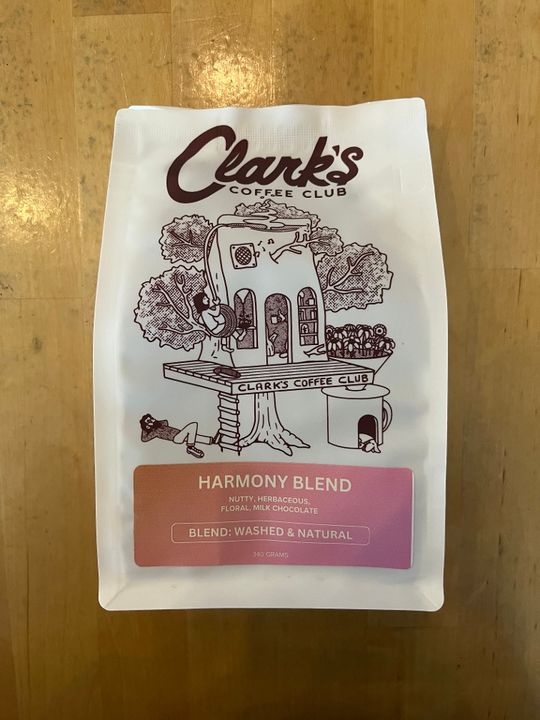 Clark's
COFFEE CLUB
CLARK'S COFFEE CLUB
HARMONY BLEND
NUTTY, HERBACEOUS,
FLORAL, MILK CHOCOLATE
BLEND: WASHED & NATURAL
340 GRAMS